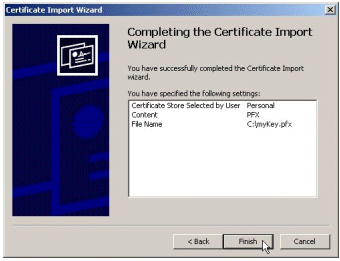 Certificate Import Wizard
Completing the Certificate Import
Wizard
You have successfully completed the Certificate Import
wizard.
You have specified the following settings:
Certificate Store Selected by User Personal
Content PFX
File Name C:\myKey.pfx
< Back Finish Cancel